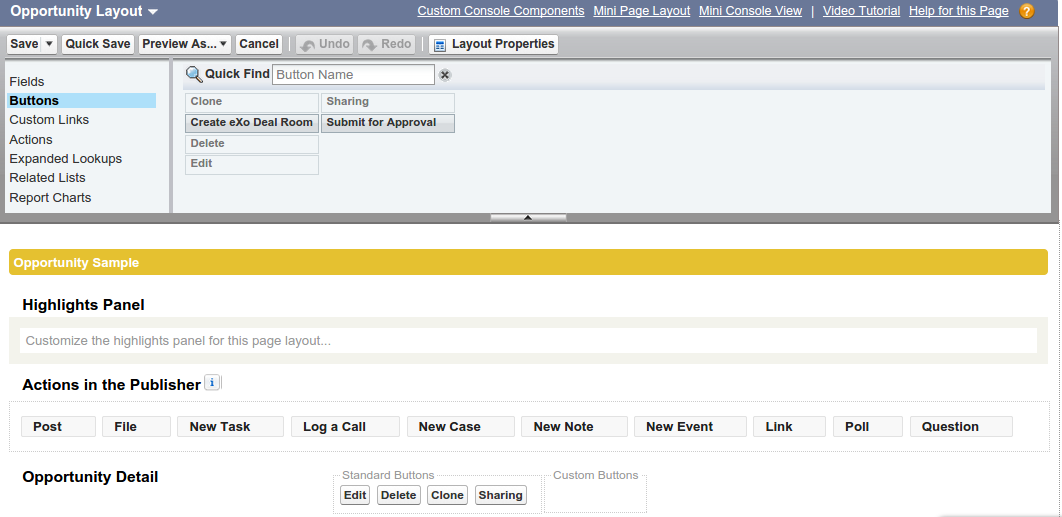 Opportunity Layout Custom Console Components Mini Page Layout Mini Console View | Video Tutorial Help for this Page ?
Save Quick Save Preview As... Cancel Undo Redo Layout Properties
Fields
Buttons
Custom Links
Actions
Expanded Lookups
Related Lists
Report Charts
Quick Find Button Name
Clone Sharing
Create eXo Deal Room Submit for Approval
Delete
Edit
Opportunity Sample
Highlights Panel
Customize the highlights panel for this page layout...
Actions in the Publisher i
Post File New Task Log a Call New Case New Note New Event Link Poll Question
Opportunity Detail
Standard Buttons Custom Buttons
Edit Delete Clone Sharing